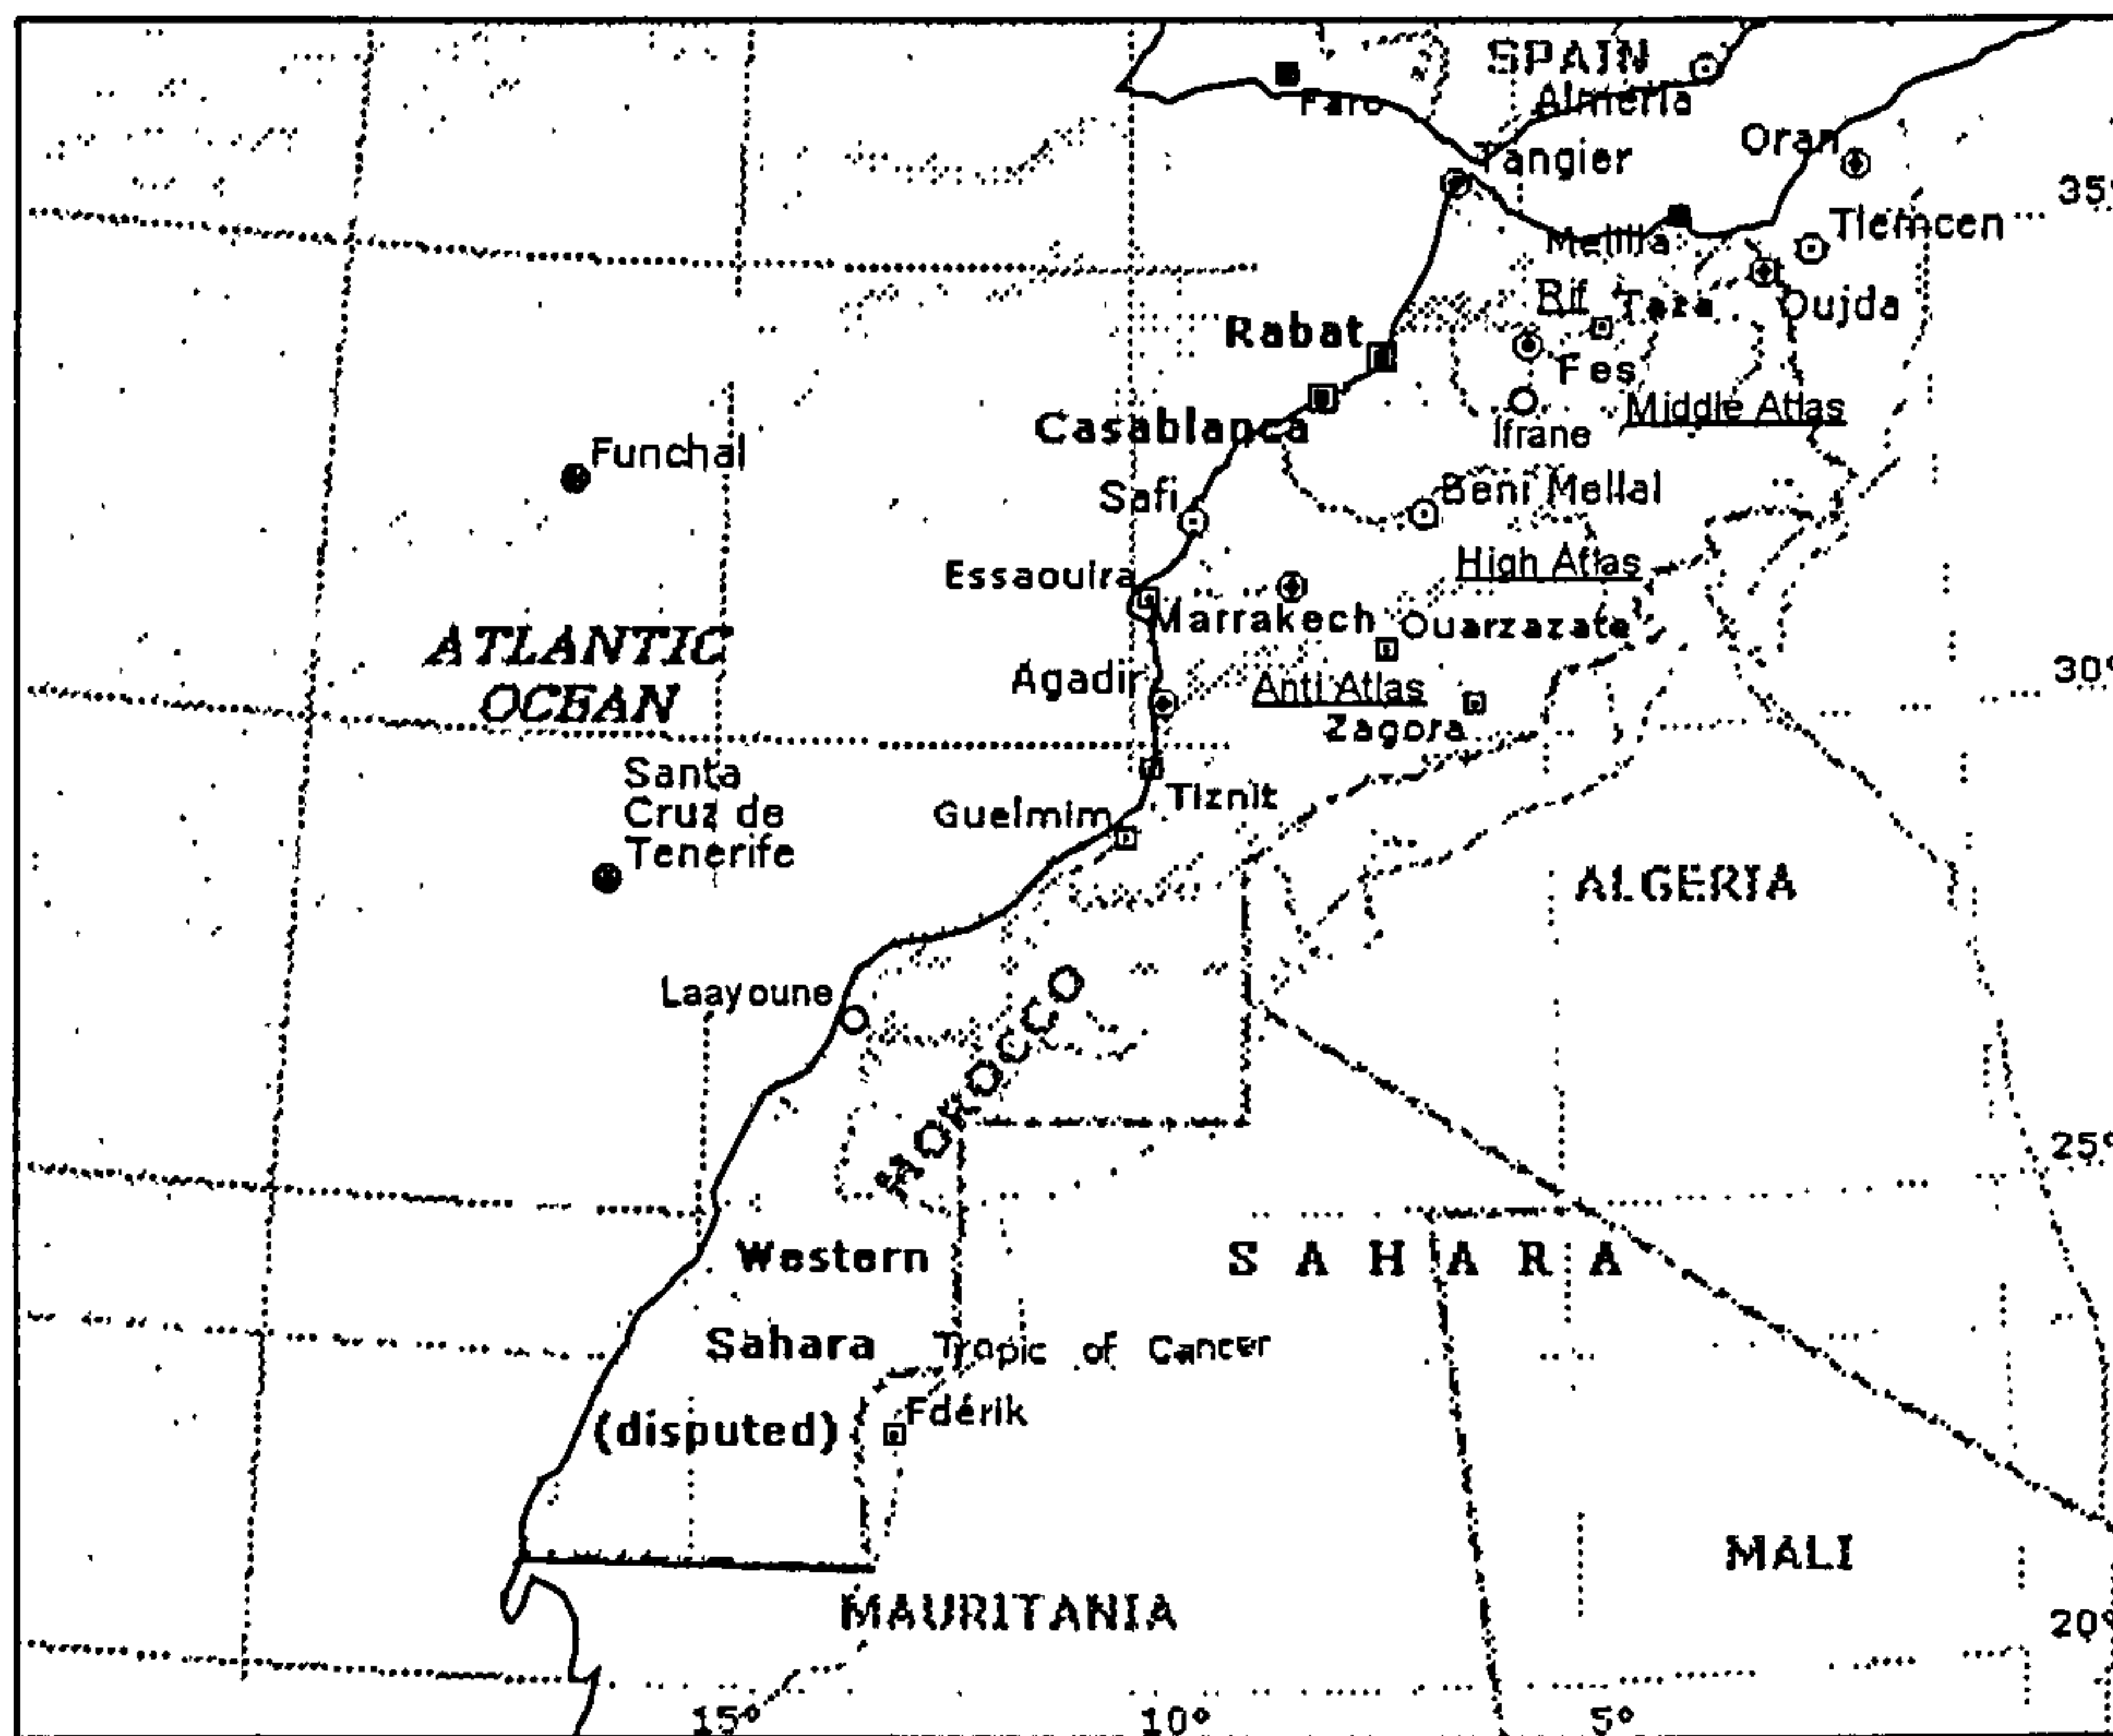 SPAIN
Faro
Almeria
Oran
Tangier
35°
Tlemcen
Melilla
Rif
Taza
Oujda
Rabat
Fes
Middle Atlas
Casablanca
Ifrane
Funchal
Safi
Beni Mellal
High Atlas
Essaouira
Marrakech
Ouarzazate
ATLANTIC
OCEAN
Agadir
Anti Atlas
30°
Zagora
Santa
Cruz de
Tenerife
Tiznit
Guelmim
ALGERIA
Laayoune
MOROCCO
25°
Western
SAHARA
Sahara
Tropic of Cancer
(disputed)
Fdérik
MALI
MAURITANIA
20°
15°
10°
5°